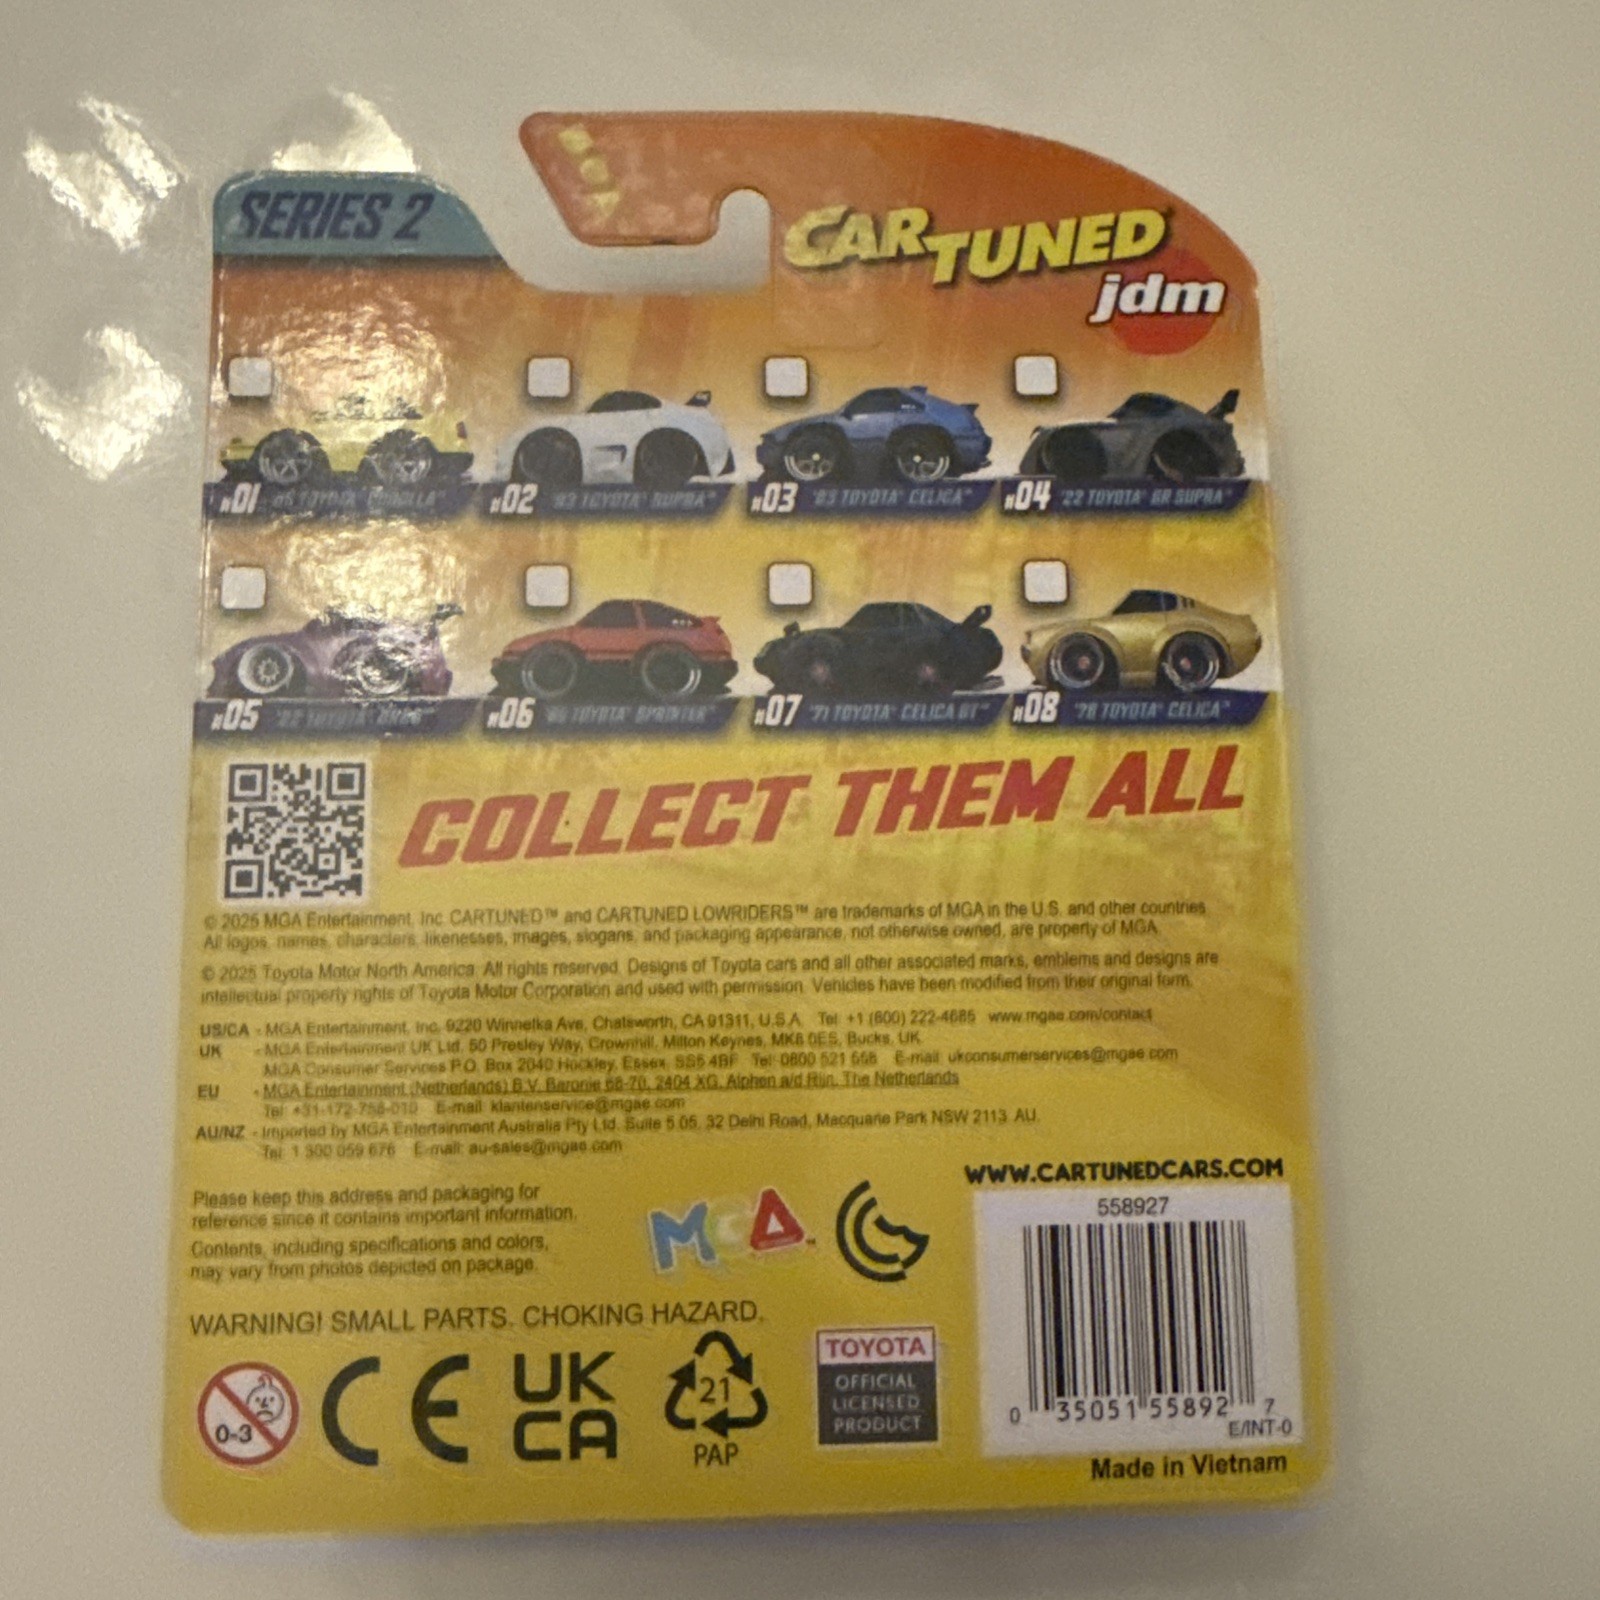 MGA
SERIES 2
CARTUNED
jdm
#01 TOYOTA COROLLA
#02 '93 TOYOTA SUPRA
#03 '83 TOYOTA CELICA
#04 '22 TOYOTA GR SUPRA
#05 TOYOTA
#06 TOYOTA SPRINTER
#07 '71 TOYOTA CELICA GT
#08 '76 TOYOTA CELICA
COLLECT THEM ALL
© 2025 MGA Entertainment, Inc. CARTUNED™ and CARTUNED LOWRIDERS™ are trademarks of MGA in the U.S. and other countries.
All logos, names, characters, likenesses, images, slogans, and packaging appearance, not otherwise owned, are property of MGA.
© 2025 Toyota Motor North America. All rights reserved. Designs of Toyota cars and all other associated marks, emblems and designs are
intellectual property rights of Toyota Motor Corporation and used with permission. Vehicles have been modified from their original form.
US/CA - MGA Entertainment, Inc. 9220 Winnetka Ave, Chatsworth, CA 91311, U.S.A. Tel: +1 (800) 222-4685 www.mgae.com/contact
UK - MGA Entertainment UK Ltd. 50 Presley Way, Crownhill, Milton Keynes, MK8 0ES, Bucks, UK
MGA Consumer Services P.O. Box 2040 Hockley, Essex, SS5 4BF Tel: 0800 521 558 E-mail: ukconsumerservices@mgae.com
EU - MGA Entertainment (Netherlands) B.V. Baronie 68-70, 2404 XG, Alphen a/d Rijn, The Netherlands
Tel: +31-172-758-010 E-mail: klantenservice@mgae.com
AU/NZ - Imported by MGA Entertainment Australia Pty Ltd. Suite 5.05, 32 Delhi Road, Macquarie Park NSW 2113. AU.
Tel: 1 300 059 676 E-mail: au-sales@mgae.com
Please keep this address and packaging for
reference since it contains important information.
Contents, including specifications and colors,
may vary from photos depicted on package.
MGA
WWW.CARTUNEDCARS.COM
558927
0 35051 55892 7
E/INT-0
Made in Vietnam
WARNING! SMALL PARTS. CHOKING HAZARD.
0-3
CE
UK
CA
21
PAP
TOYOTA
OFFICIAL
LICENSED
PRODUCT